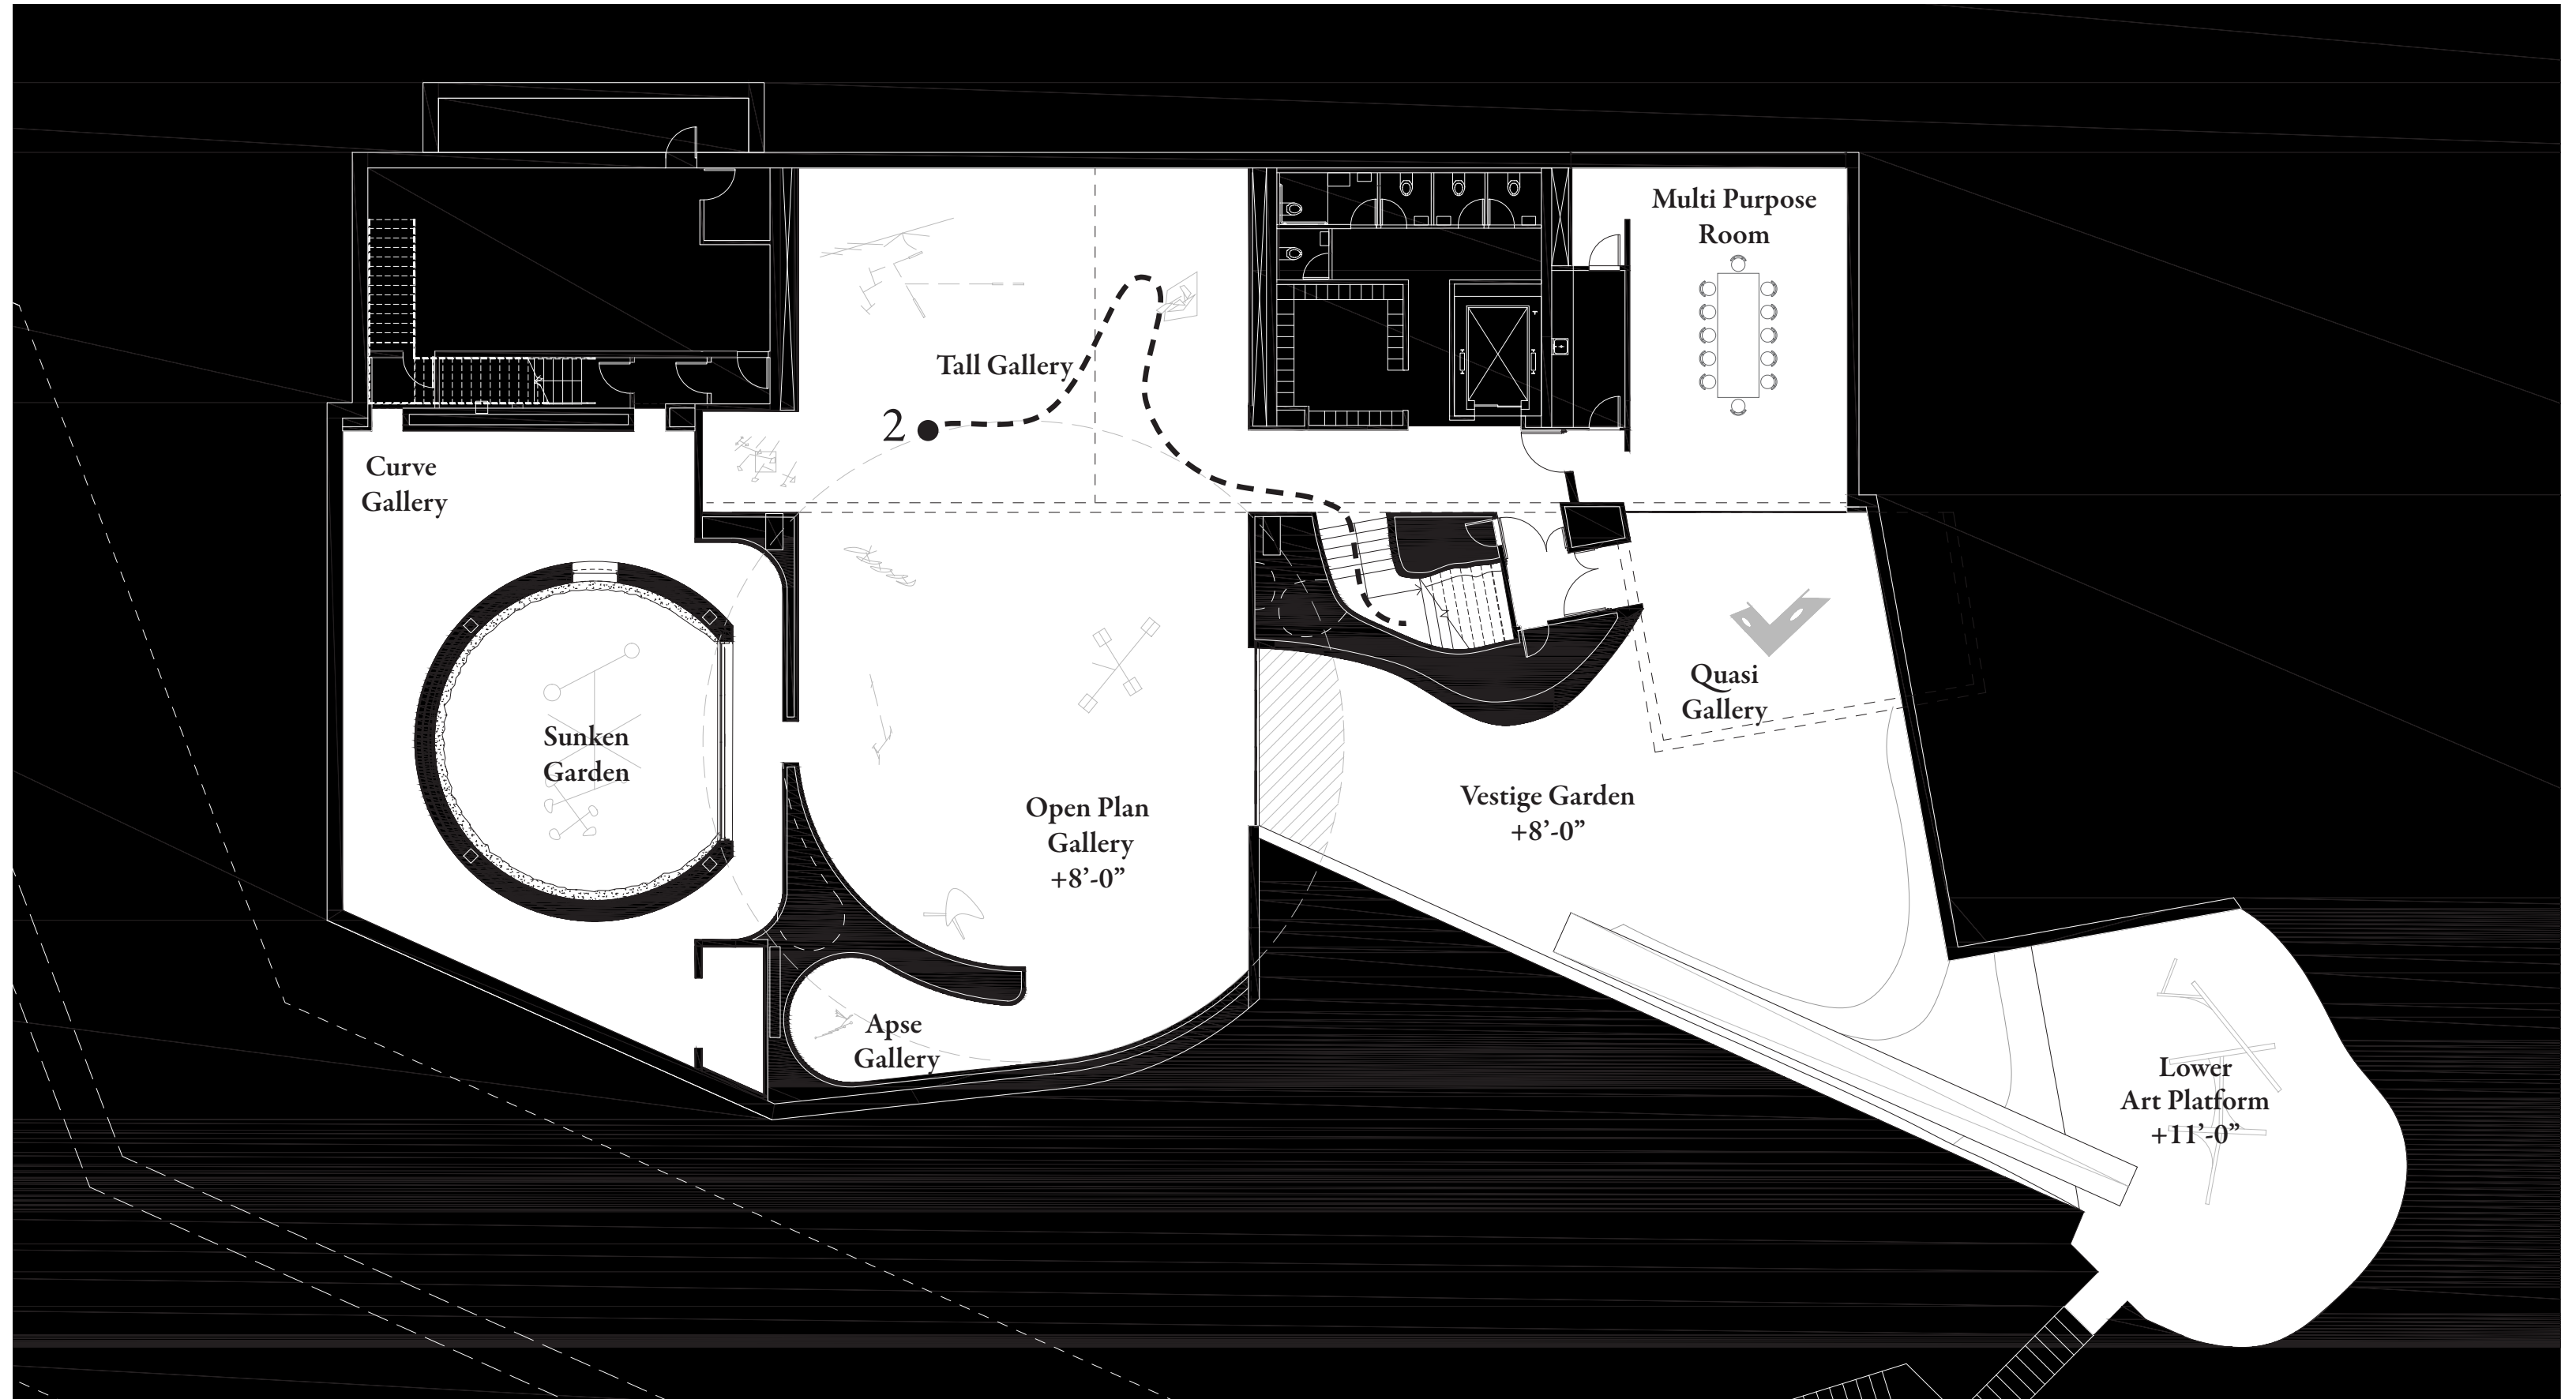 Multi Purpose
Room
Tall Gallery
2
Curve
Gallery
Quasi
Gallery
Sunken
Garden
Open Plan
Gallery
+8’-0”
Vestige Garden
+8’-0”
Apse
Gallery
Lower
Art Platform
+11’-0”